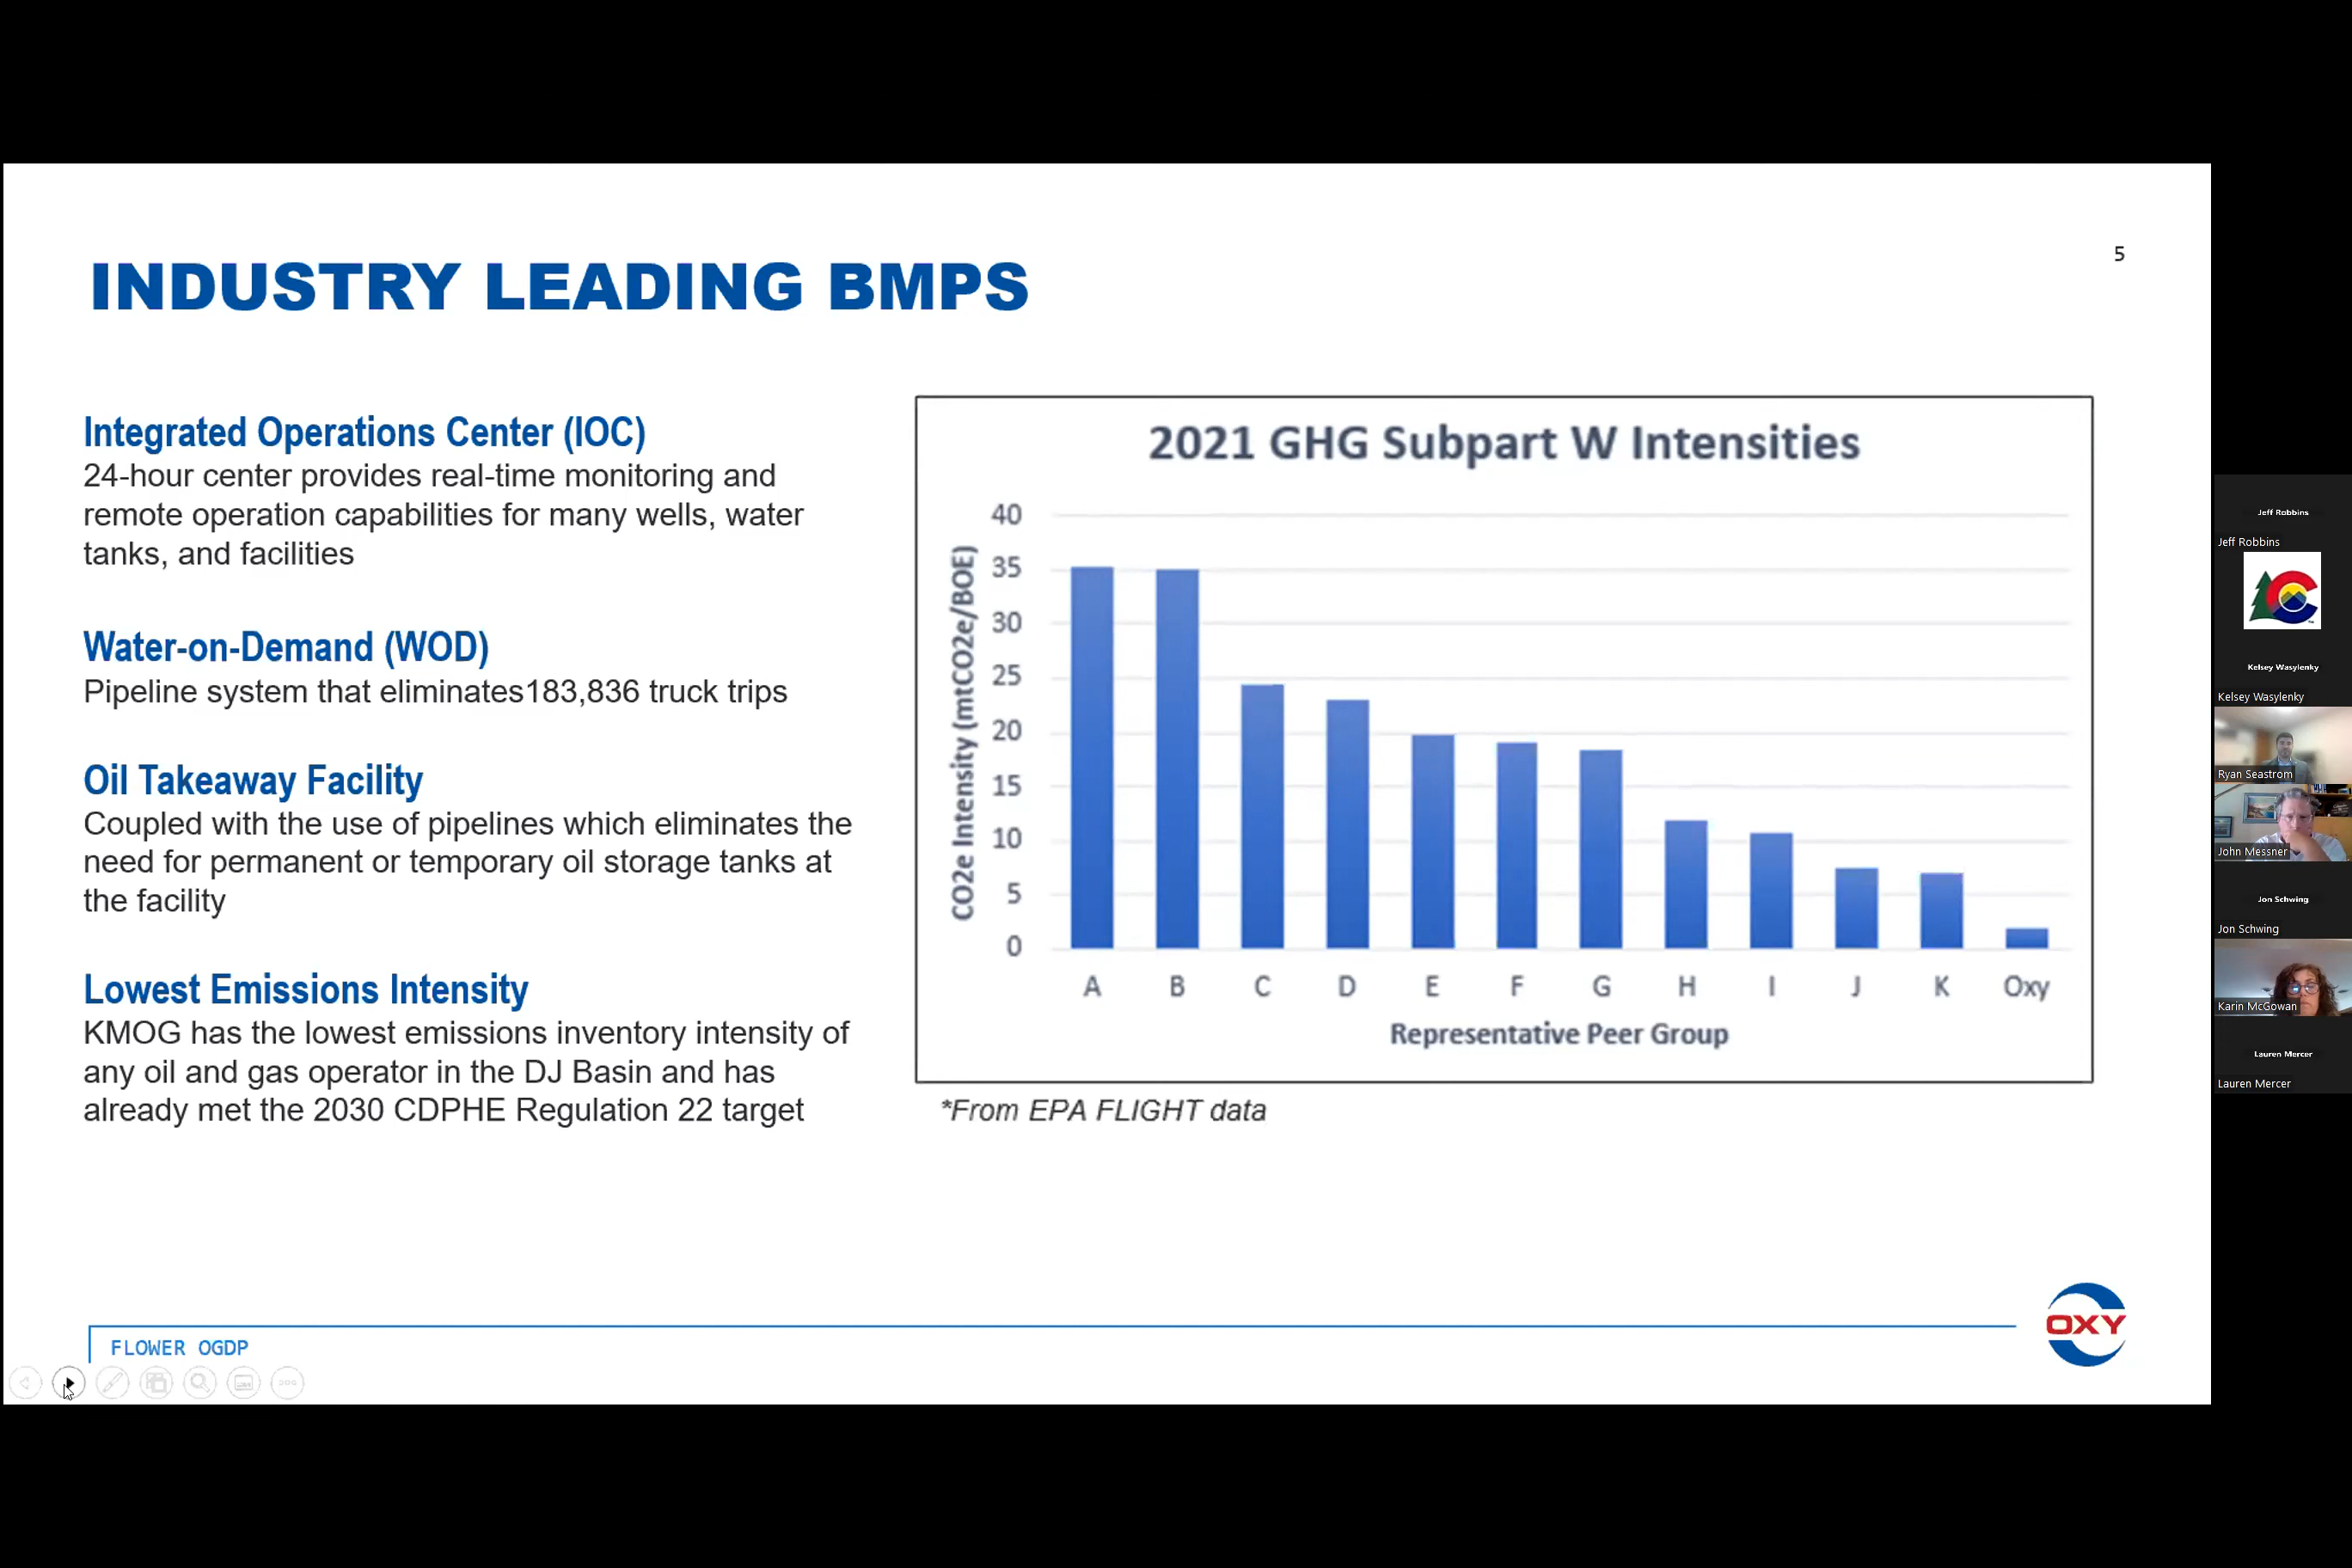 INDUSTRY LEADING BMPS
5
Integrated Operations Center (IOC)
24-hour center provides real-time monitoring and
remote operation capabilities for many wells, water
tanks, and facilities
Water-on-Demand (WOD)
Pipeline system that eliminates183,836 truck trips
Oil Takeaway Facility
Coupled with the use of pipelines which eliminates the
need for permanent or temporary oil storage tanks at
the facility
Lowest Emissions Intensity
KMOG has the lowest emissions inventory intensity of
any oil and gas operator in the DJ Basin and has
already met the 2030 CDPHE Regulation 22 target
2021 GHG Subpart W Intensities
CO2e Intensity (mtCO2e/BOE)
40
35
30
25
20
15
10
5
0
A B C D E F G H I J K Oxy
Representative Peer Group
*From EPA FLIGHT data
FLOWER OGDP
OXY
Jeff Robbins
Jeff Robbins
Kelsey Wasylenky
Kelsey Wasylenky
Ryan Seastrom
John Messner
Jon Schwing
Jon Schwing
Karin McGowan
Lauren Mercer
Lauren Mercer